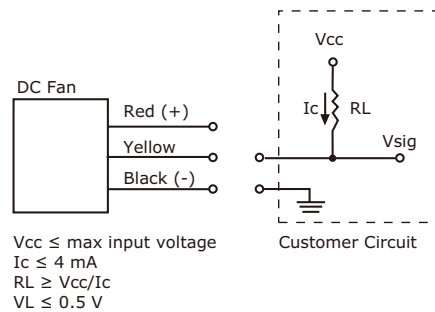 Vcc
DC Fan
Ic
RL
Red (+)
Vsig
Yellow
Black (-)
Vcc ≤ max input voltage
Customer Circuit
Ic ≤ 4 mA
RL ≥ Vcc/Ic
VL ≤ 0.5 V